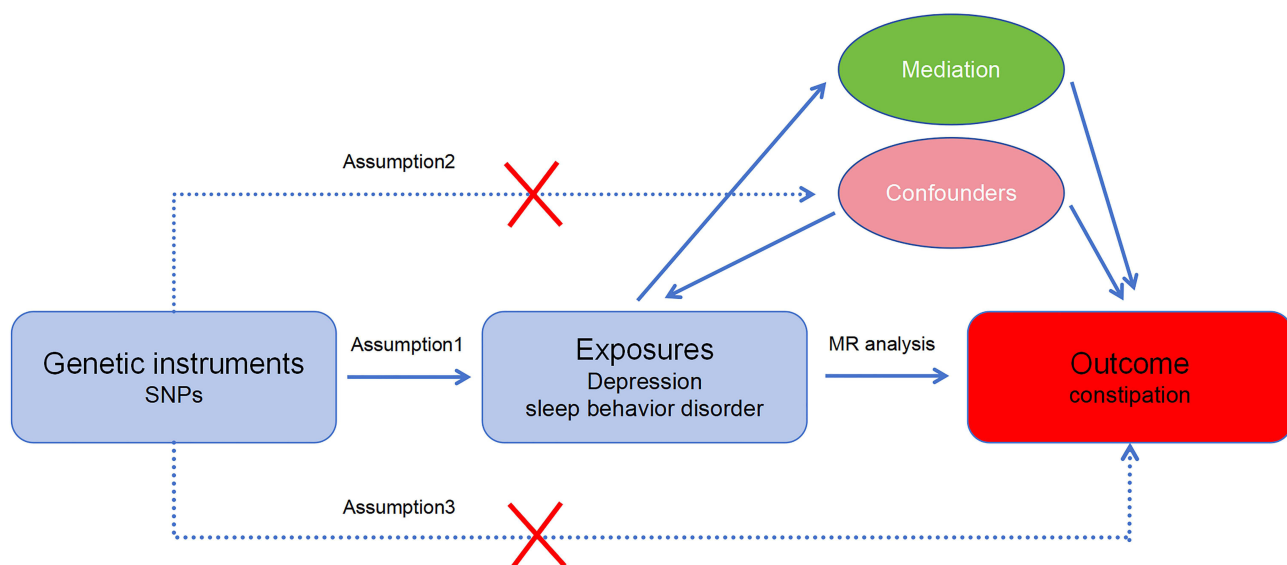 Mediation
Assumption2
Confounders
Genetic instruments
SNPs
Assumption1
Exposures
Depression
sleep behavior disorder
MR analysis
Outcome
constipation
Assumption3